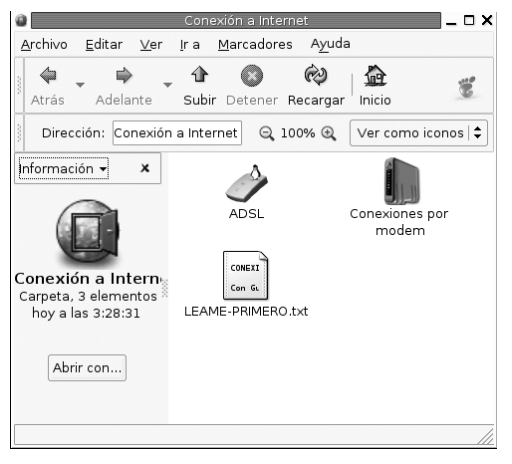 Conexión a Internet
Archivo Editar Ver Ir a Marcadores Ayuda
Atrás Adelante Subir Detener Recargar Inicio
Dirección: Conexión a Internet 100% Ver como iconos
Información
ADSL
Conexiones por
modem
Conexión a Intern
Carpeta, 3 elementos
hoy a las 3:28:31
CONEXI
Con Gu
LEAME-PRIMERO.txt
Abrir con...